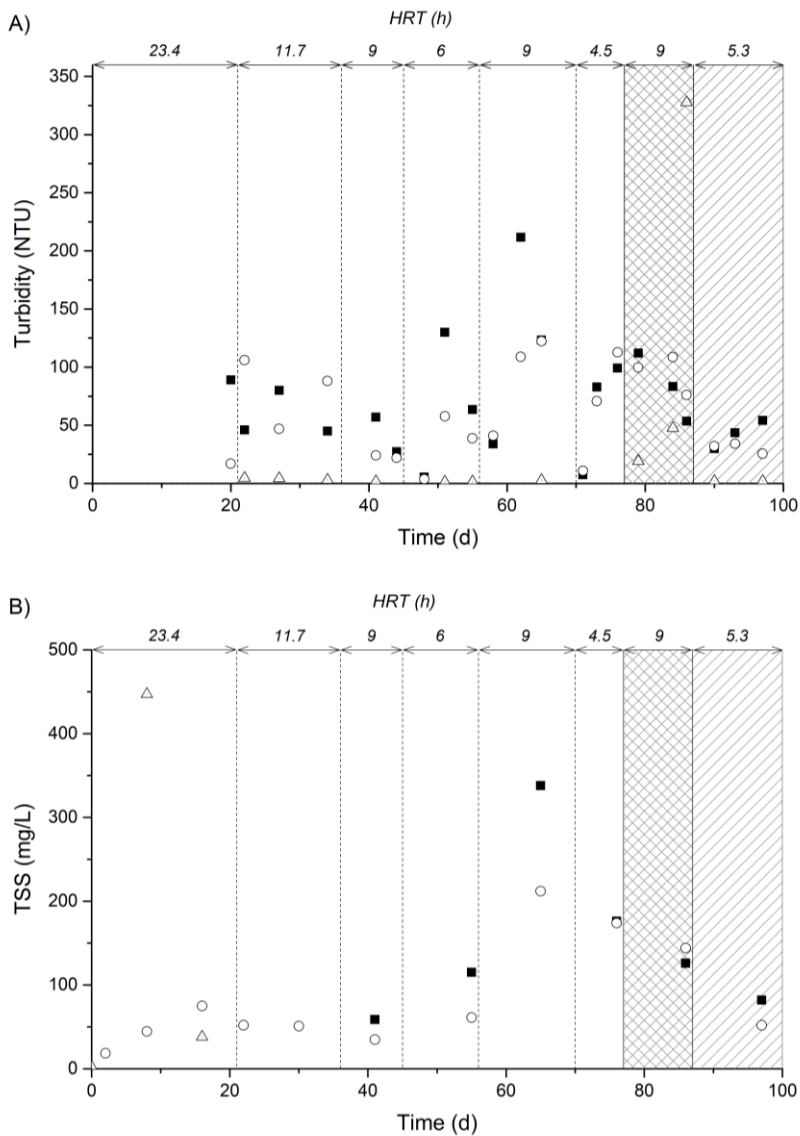 A)
HRT (h)
23.4 11.7 9 6 9 4.5 9 5.3
350
300
250
200
150
100
50
0
Turbidity (NTU)
0 20 40 60 80 100
Time (d)
B)
HRT (h)
23.4 11.7 9 6 9 4.5 9 5.3
500
400
300
200
100
0
TSS (mg/L)
0 20 40 60 80 100
Time (d)